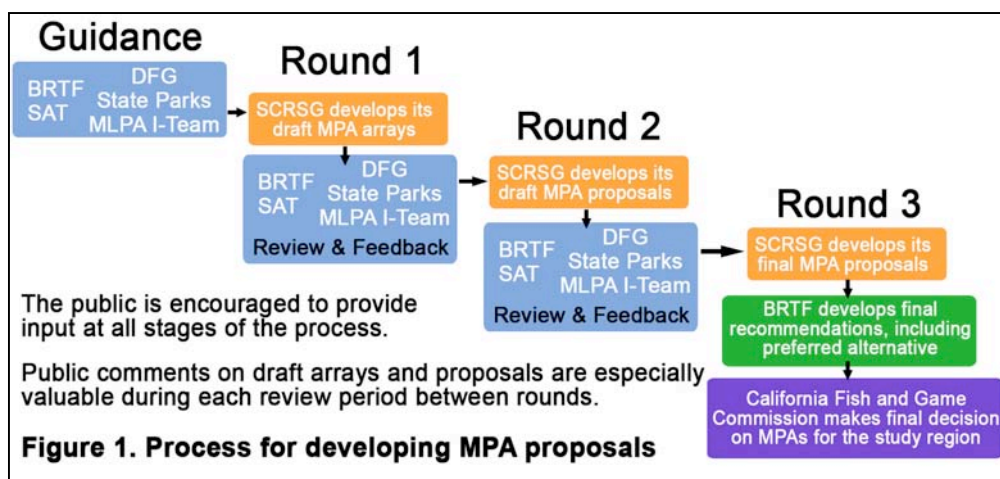 Guidance
BRTF
SAT
DFG
State Parks
MLPA I-Team
Round 1
SCRSG develops its
draft MPA arrays
BRTF
SAT
DFG
State Parks
MLPA I-Team
Review & Feedback
Round 2
SCRSG develops its
draft MPA proposals
BRTF
SAT
DFG
State Parks
MLPA I-Team
Review & Feedback
Round 3
SCRSG develops its
final MPA proposals
BRTF develops final
recommendations, including
preferred alternative
California Fish and Game
Commission makes final decision
on MPAs for the study region
The public is encouraged to provide
input at all stages of the process.
Public comments on draft arrays and proposals are especially
valuable during each review period between rounds.
Figure 1. Process for developing MPA proposals